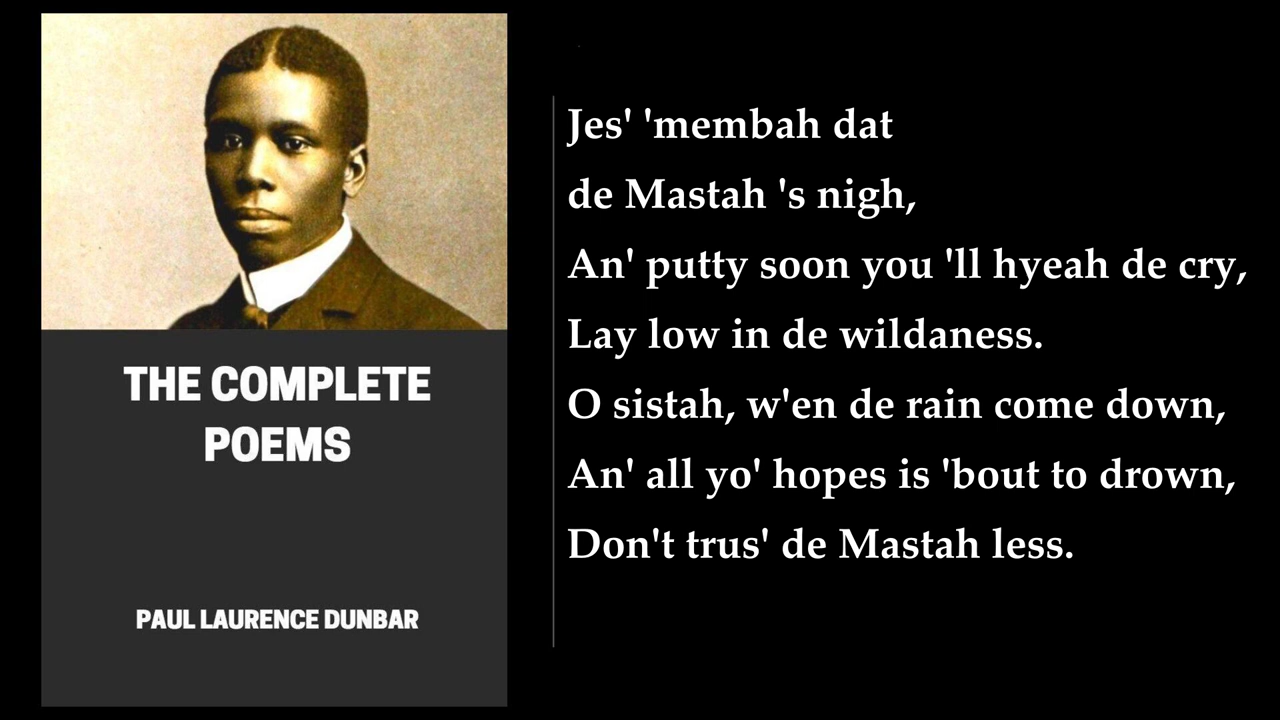 THE COMPLETE
POEMS
PAUL LAURENCE DUNBAR
Jes' 'membah dat
de Mastah 's nigh,
An' putty soon you 'll hyeah de cry,
Lay low in de wildaness.
O sistah, w'en de rain come down,
An' all yo' hopes is 'bout to drown,
Don't trus' de Mastah less.